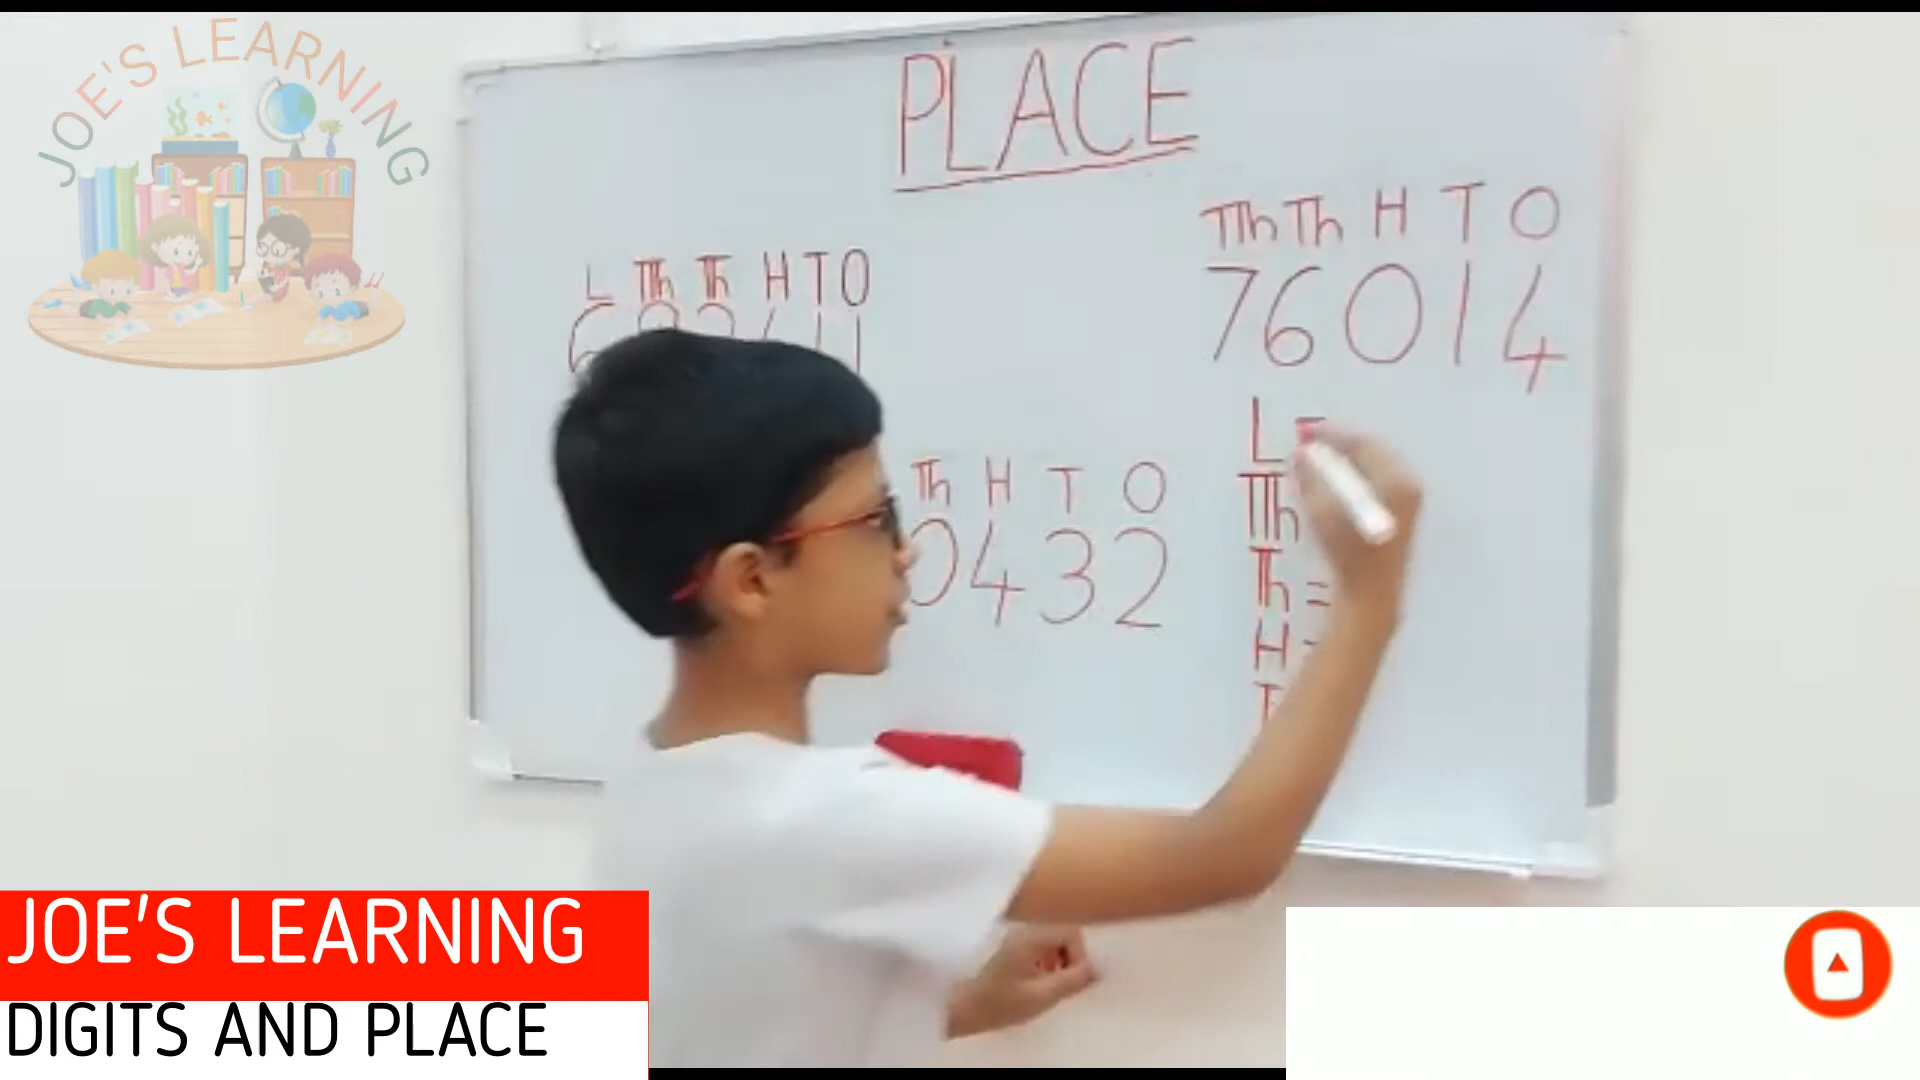 JOE'S LEARNING
PLACE
TTh Th H T O
76014
L TTh Th H T O
Th H T O
0432
L =
TTh
Th =
H =
JOE'S LEARNING
DIGITS AND PLACE